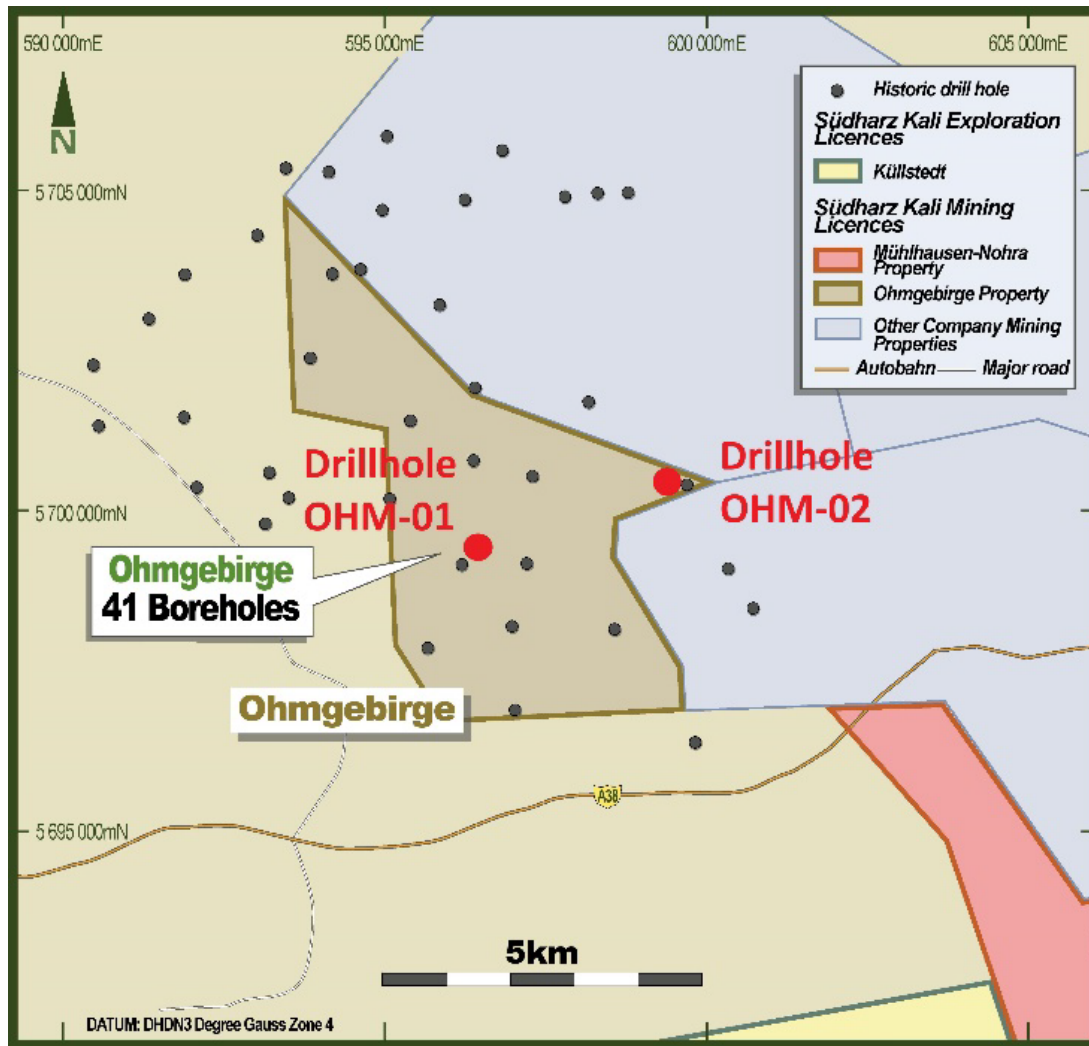 590 000mE
595 000mE
600 000mE
605 000mE
N
5 705 000mN
5 700 000mN
5 695 000mN
Historic drill hole
Südharz Kali Exploration
Licences
Küllstedt
Südharz Kali Mining
Licences
Mühlhausen-Nohra
Property
Ohmgebirge Property
Other Company Mining
Properties
Autobahn
Major road
Drillhole
OHM-01
Drillhole
OHM-02
Ohmgebirge
41 Boreholes
Ohmgebirge
A38
5km
DATUM: DHDN3 Degree Gauss Zone 4